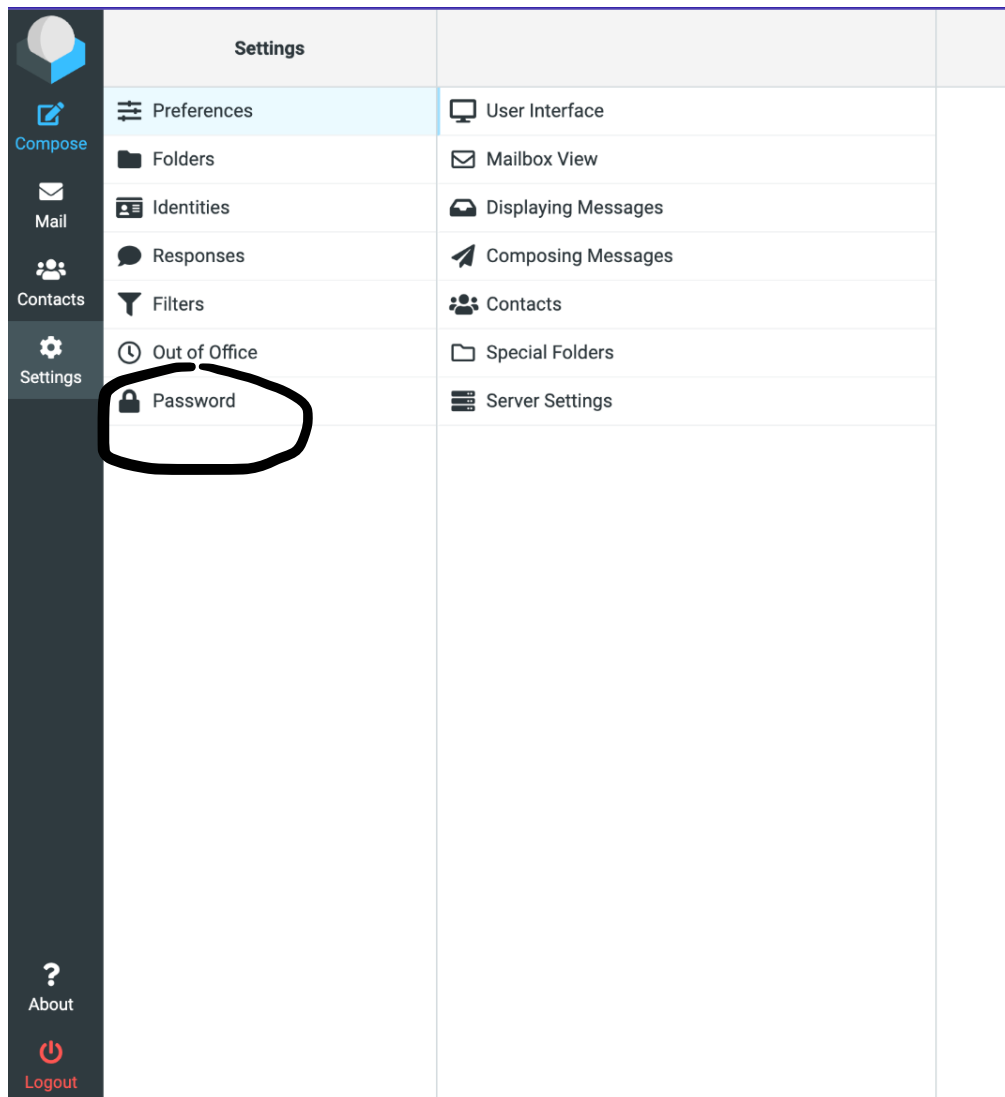 Settings
Compose
Mail
Contacts
Settings
About
Logout
Preferences
Folders
Identities
Responses
Filters
Out of Office
Password
User Interface
Mailbox View
Displaying Messages
Composing Messages
Contacts
Special Folders
Server Settings